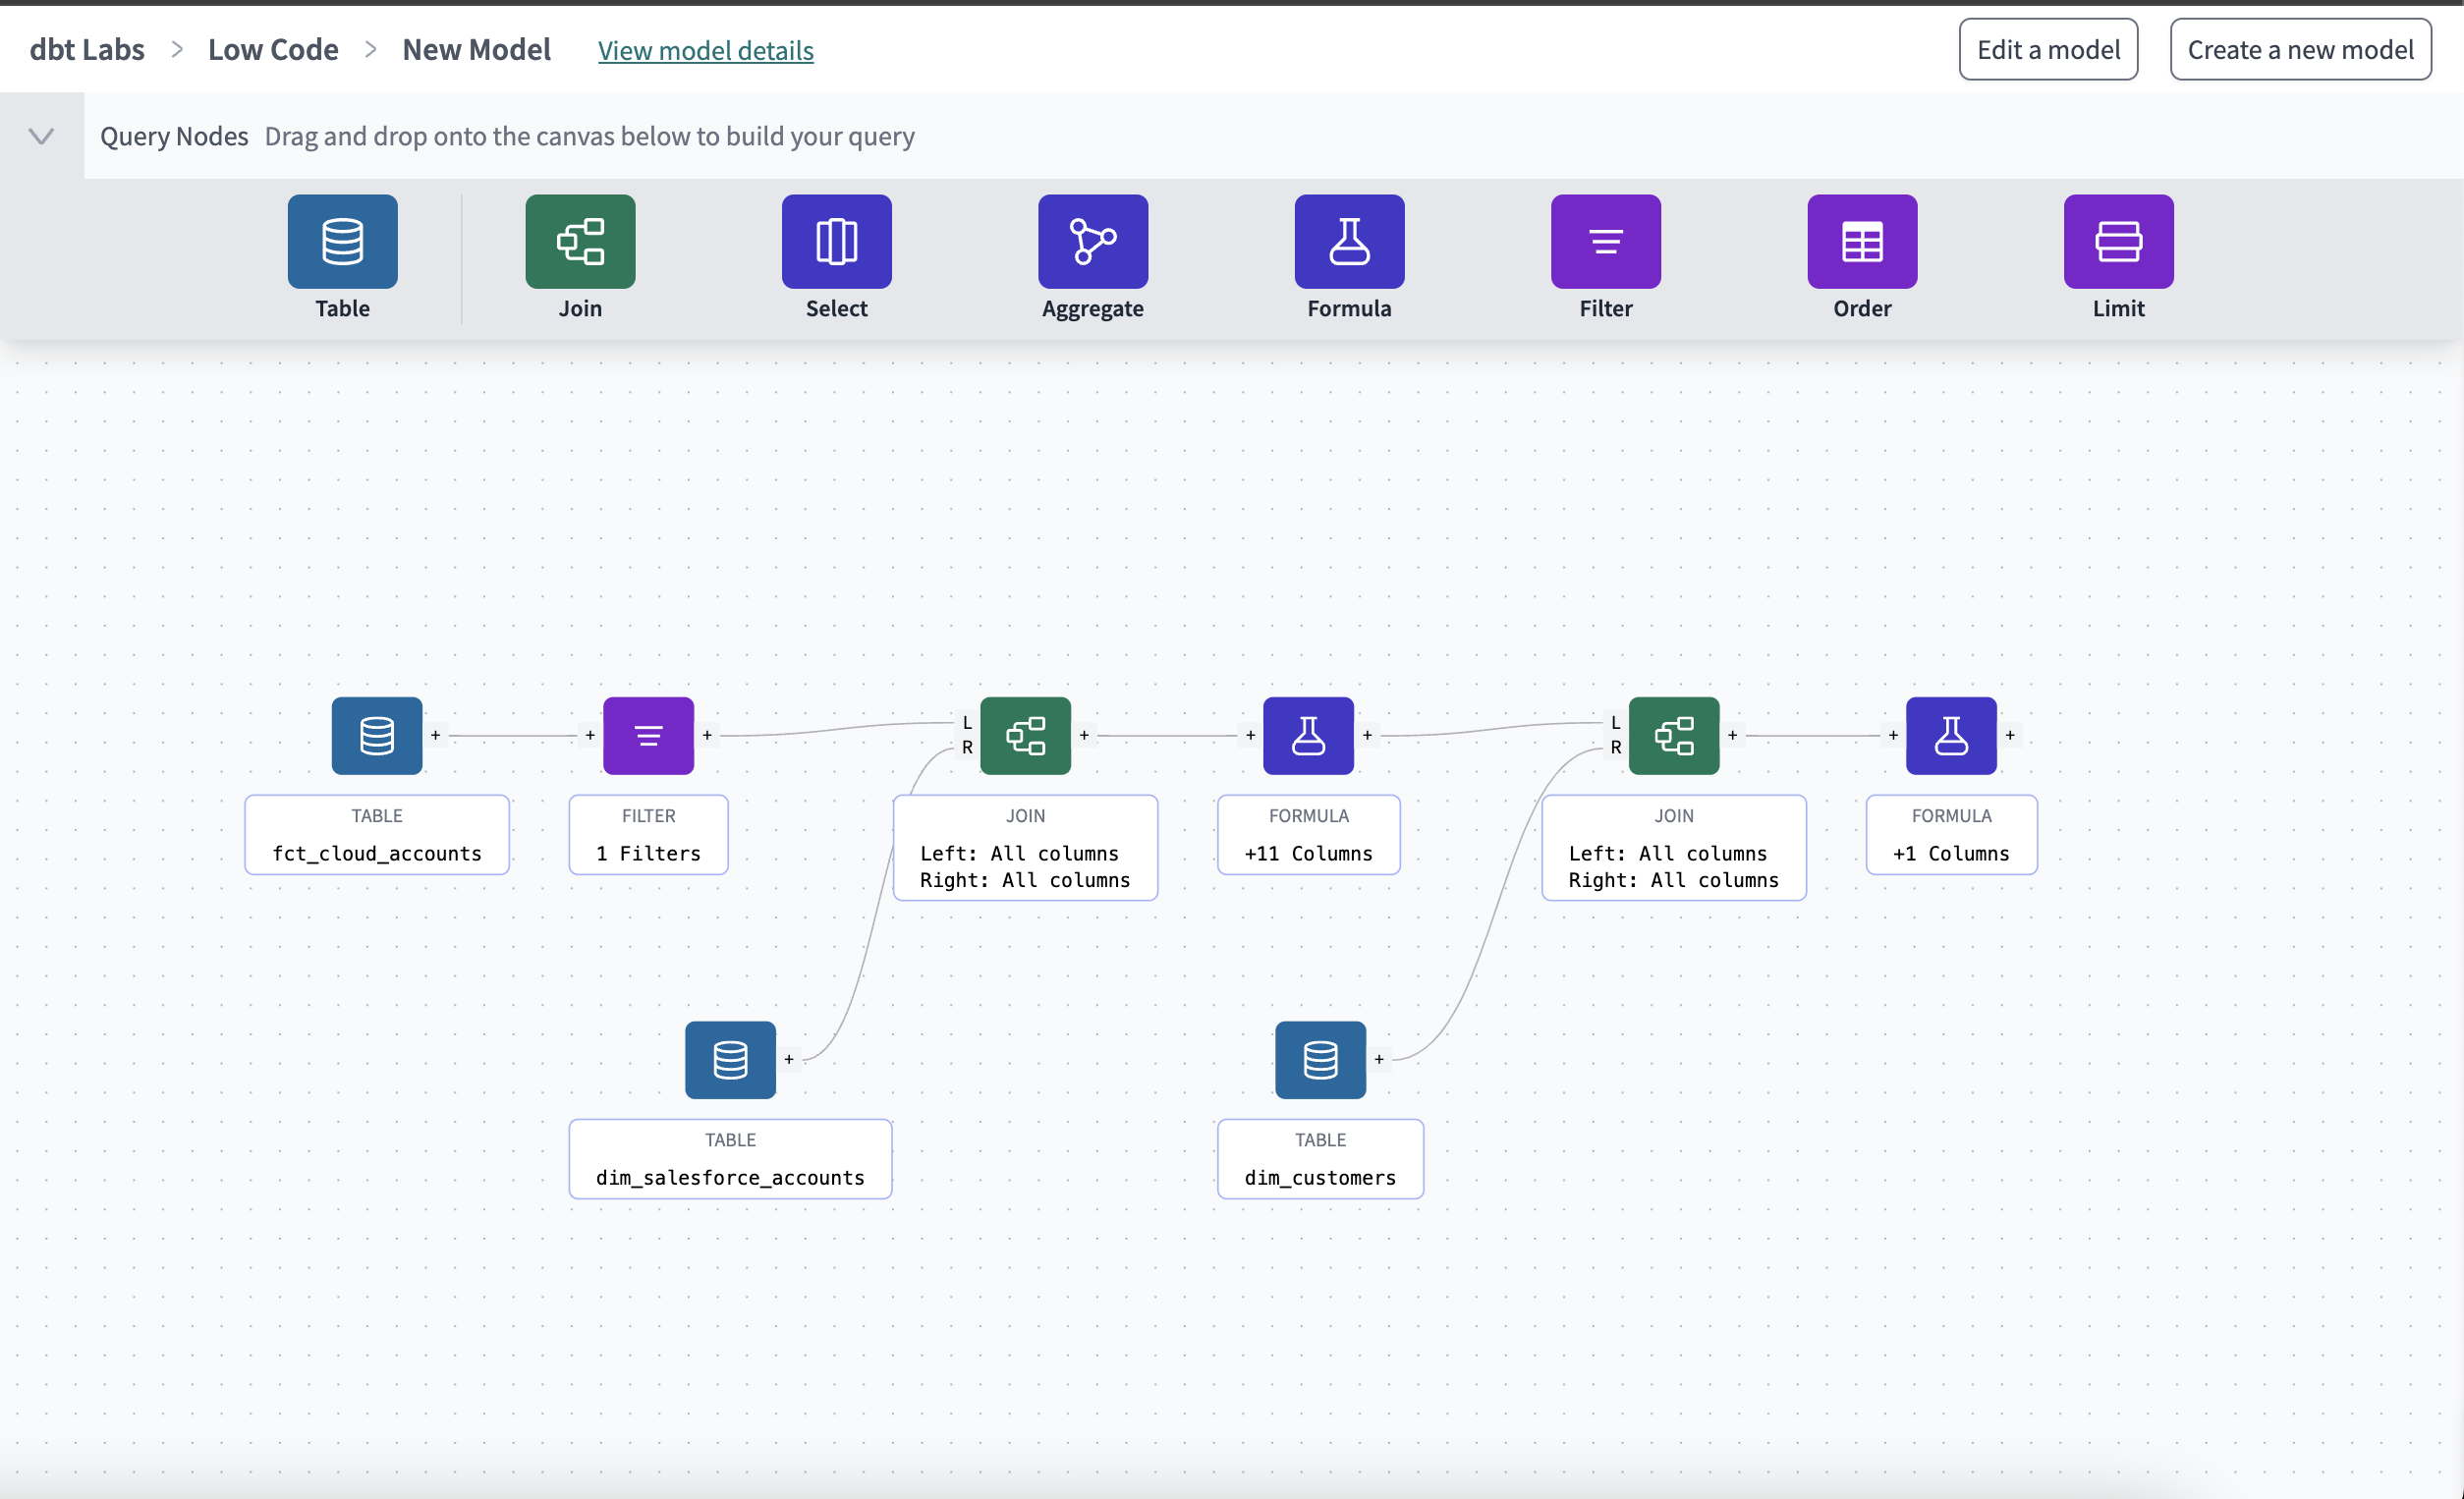 dbt Labs > Low Code > New Model View model details Edit a model Create a new model
Query Nodes Drag and drop onto the canvas below to build your query
Table Join Select Aggregate Formula Filter Order Limit
L
R
L
R
+ + + + + + + + +
TABLE
fct_cloud_accounts
FILTER
1 Filters
JOIN
Left: All columns
Right: All columns
FORMULA
+11 Columns
JOIN
Left: All columns
Right: All columns
FORMULA
+1 Columns
+ +
TABLE
dim_salesforce_accounts
TABLE
dim_customers